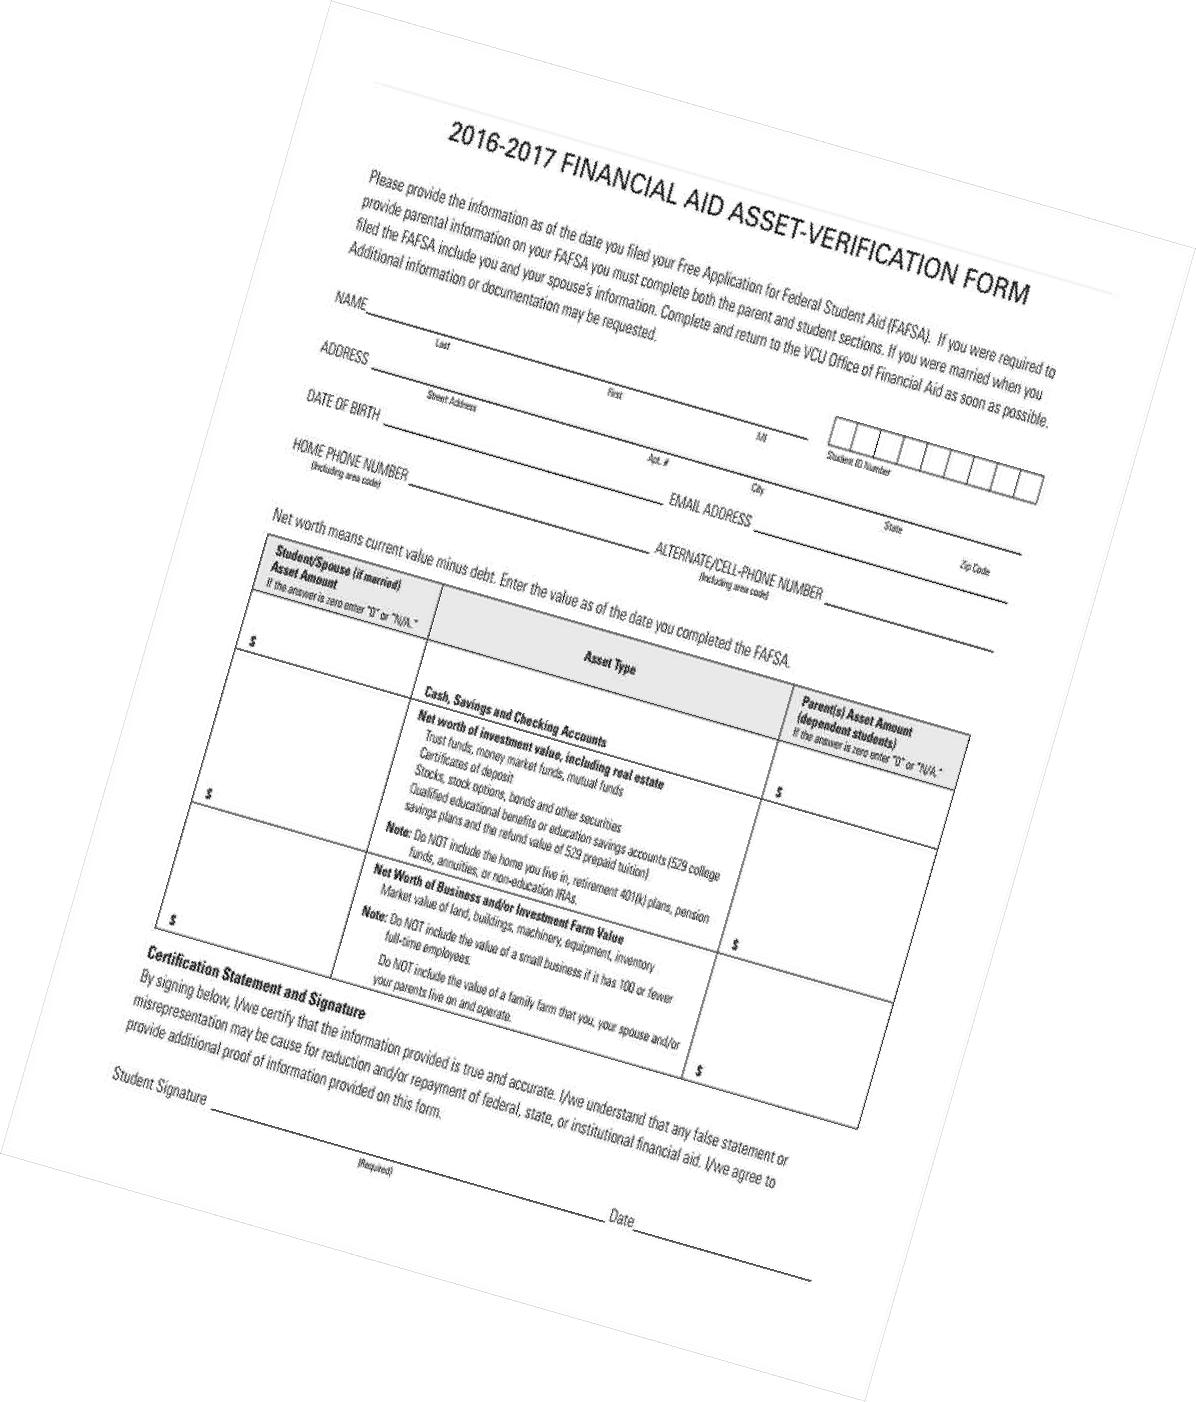 2016-2017 FINANCIAL AID ASSET-VERIFICATION FORM
Please provide the information as of the date you filed your Free Application for Federal Student Aid (FAFSA). If you were required to
provide parental information on your FAFSA you must complete both the parent and student sections. If you were married when you
filed the FAFSA include you and your spouse's information. Complete and return to the VCU Office of Financial Aid as soon as possible.
Additional information or documentation may be requested.
NAME
Last First MI
Student ID Number
ADDRESS
Street Address Apt. # City State Zip Code
DATE OF BIRTH EMAIL ADDRESS
HOME PHONE NUMBER ALTERNATE/CELL-PHONE NUMBER
(Including area code) (Including area code)
Net worth means current value minus debt. Enter the value as of the date you completed the FAFSA.
Student/Spouse (if married)
Asset Amount
If the answer is zero enter "0" or "N/A."
Asset Type
Parent(s) Asset Amount
(dependent students)
If the answer is zero enter "0" or "N/A."
$
Cash, Savings and Checking Accounts
$
$
Net worth of investment value, including real estate
Trust funds, money market funds, mutual funds
Certificates of deposit
Stocks, stock options, bonds and other securities
Qualified educational benefits or education savings accounts (529 college
savings plans and the refund value of 529 prepaid tuition)
Note: Do NOT include the home you live in, retirement 401(k) plans, pension
funds, annuities, or non-education IRAs.
$
$
Net Worth of Business and/or Investment Farm Value
Market value of land, buildings, machinery, equipment, inventory
Note: Do NOT include the value of a small business if it has 100 or fewer
full-time employees.
Do NOT include the value of a family farm that you, your spouse and/or
your parents live on and operate.
$
Certification Statement and Signature
By signing below, I/we certify that the information provided is true and accurate. I/we understand that any false statement or
misrepresentation may be cause for reduction and/or repayment of federal, state, or institutional financial aid. I/we agree to
provide additional proof of information provided on this form.
Student Signature Date
(Required)